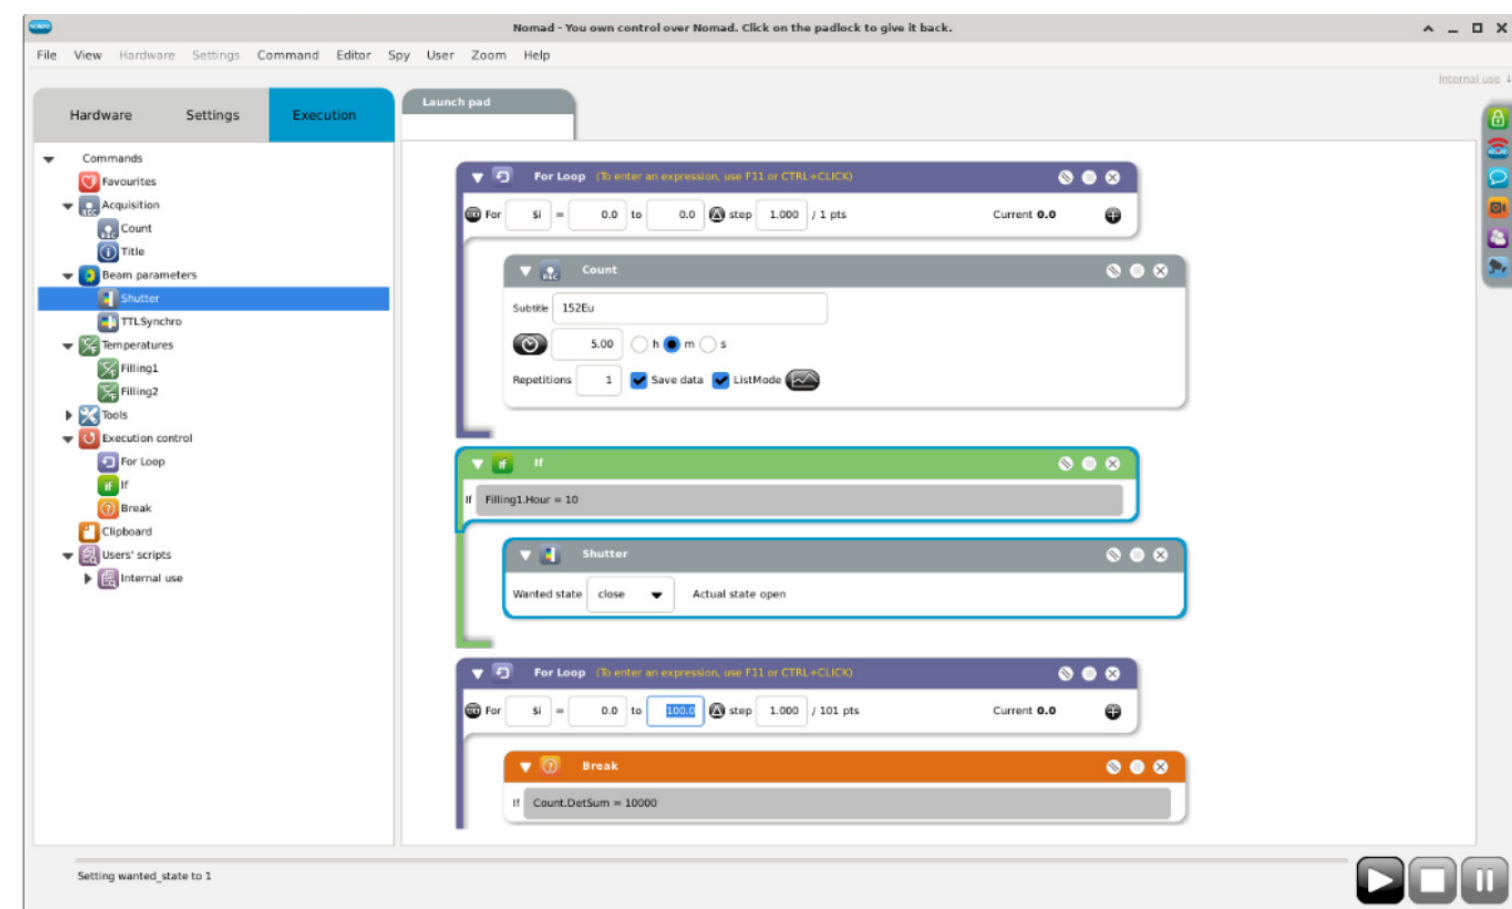 Nomad - You own control over Nomad. Click on the padlock to give it back.
File View Hardware Settings Command Editor Spy User Zoom Help
Internal use
Hardware Settings Execution
Launch pad
Commands
Favourites
Acquisition
Count
Title
Beam parameters
Shutter
TTLSynchro
Temperatures
Filling1
Filling2
Tools
Execution control
For Loop
If
Break
Clipboard
Users' scripts
Internal use
For Loop (To enter an expression, use F11 or CTRL+CLICK)
For $i = 0.0 to 0.0 step 1.000 / 1 pts Current 0.0
Count
Subtitle 152Eu
5.00 h m s
Repetitions 1 Save data ListMode
If
If Filling1.Hour = 10
Shutter
Wanted state close Actual state open
For Loop (To enter an expression, use F11 or CTRL+CLICK)
For $i = 0.0 to 100.0 step 1.000 / 101 pts Current 0.0
Break
If Count.DetSum = 10000
Setting wanted_state to 1